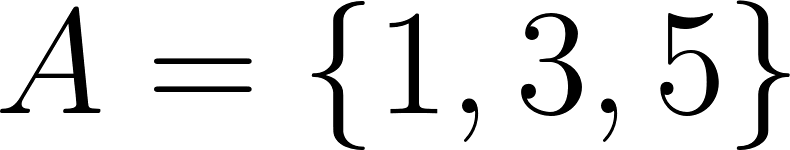 A = {1, 3, 5}